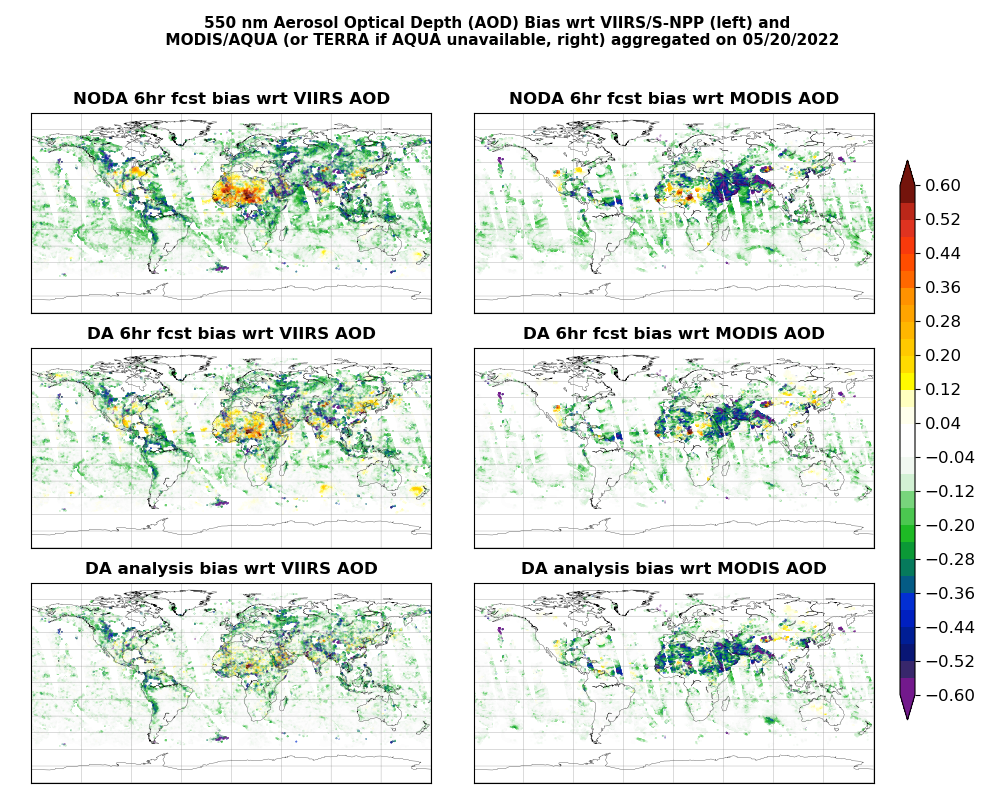 550 nm Aerosol Optical Depth (AOD) Bias wrt VIIRS/S-NPP (left) and
MODIS/AQUA (or TERRA if AQUA unavailable, right) aggregated on 05/20/2022
NODA 6hr fcst bias wrt VIIRS AOD
NODA 6hr fcst bias wrt MODIS AOD
DA 6hr fcst bias wrt VIIRS AOD
DA 6hr fcst bias wrt MODIS AOD
DA analysis bias wrt VIIRS AOD
DA analysis bias wrt MODIS AOD
0.60
0.52
0.44
0.36
0.28
0.20
0.12
0.04
−0.04
−0.12
−0.20
−0.28
−0.36
−0.44
−0.52
−0.60